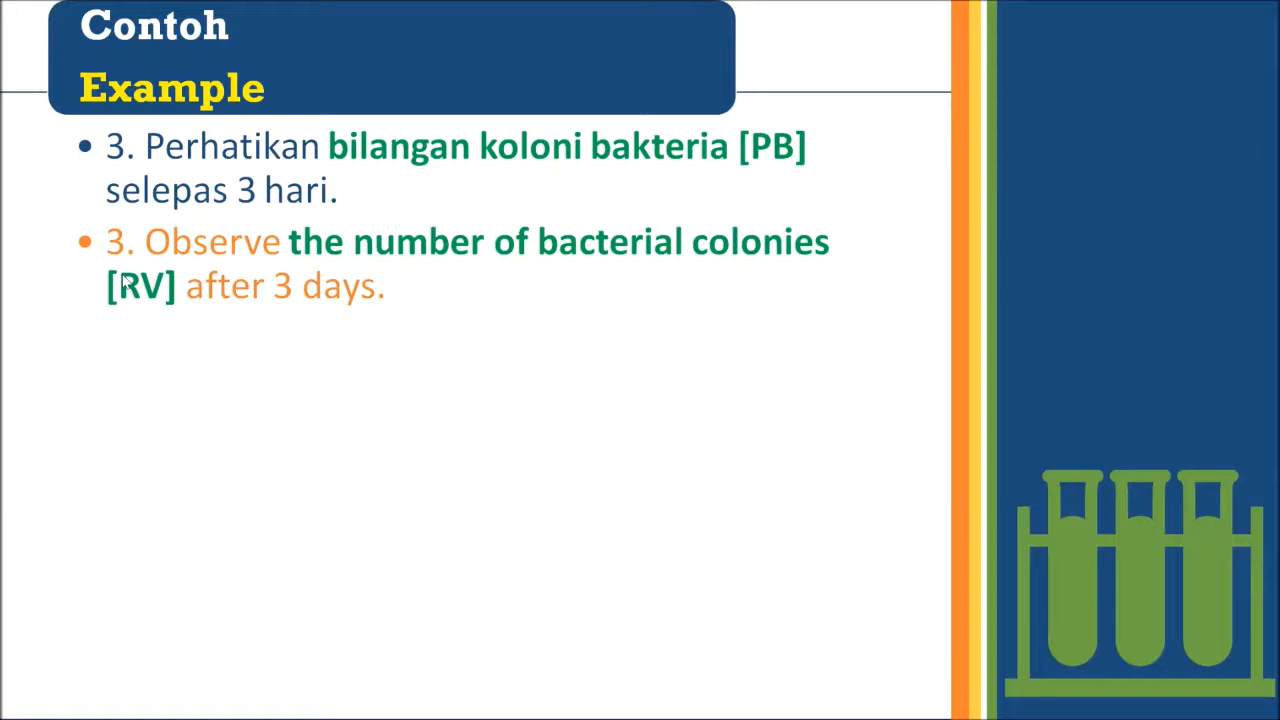 Contoh
Example
• 3. Perhatikan bilangan koloni bakteria [PB]
selepas 3 hari.
• 3. Observe the number of bacterial colonies
[RV] after 3 days.